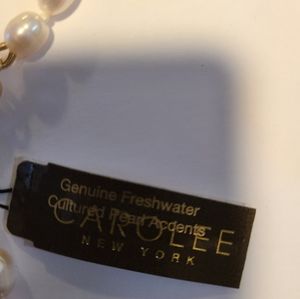 Genuine Freshwater
Cultured Pearl Accents
CAROLEE
NEW YORK